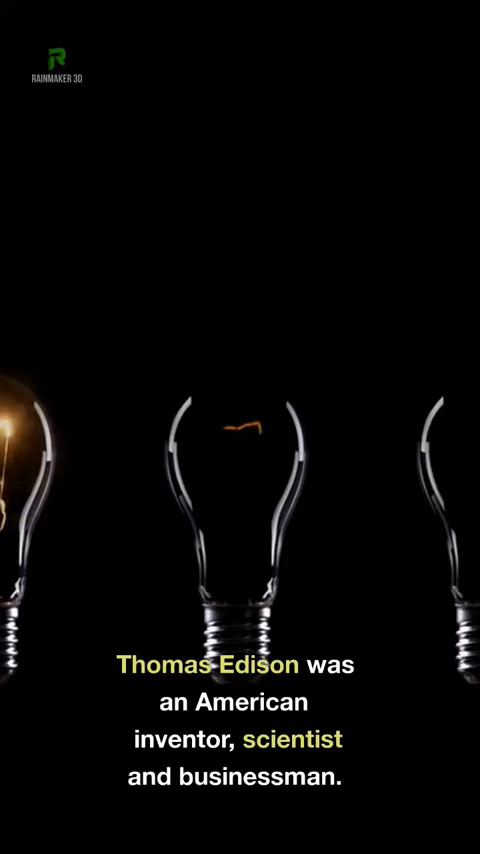 RAINMAKER 3D
Thomas Edison was
an American
inventor, scientist
and businessman.